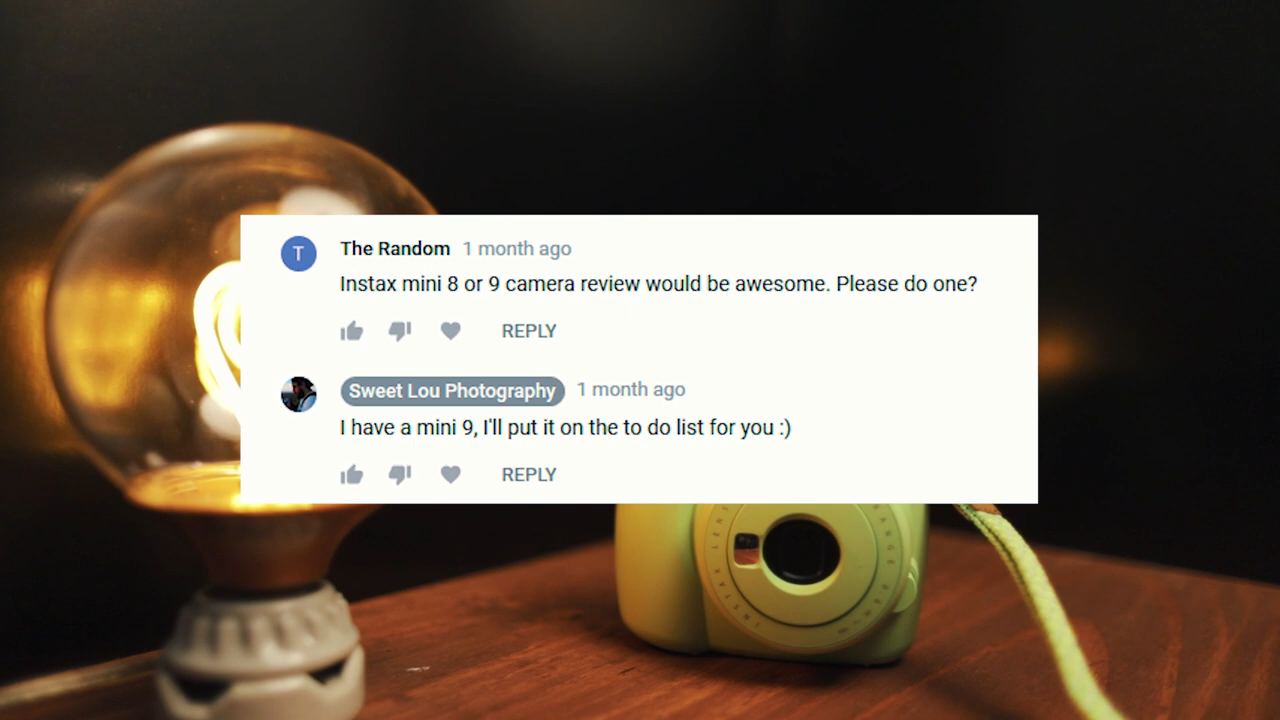 T
The Random 1 month ago
Instax mini 8 or 9 camera review would be awesome. Please do one?
REPLY
Sweet Lou Photography 1 month ago
I have a mini 9, I'll put it on the to do list for you :)
REPLY